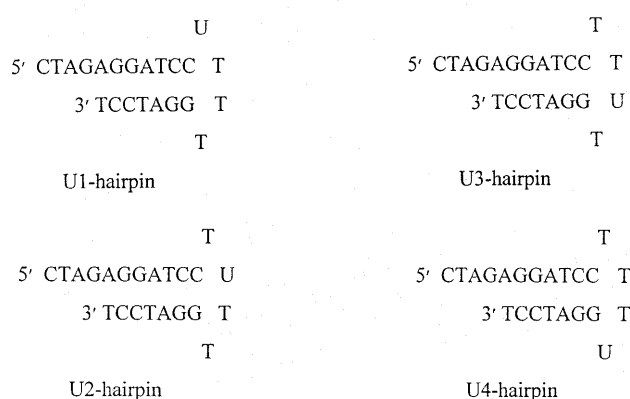 U
5' CTAGAGGATCC T
3' TCCTAGG T
T
U1-hairpin
T
5' CTAGAGGATCC T
3' TCCTAGG U
T
U3-hairpin
T
5' CTAGAGGATCC U
3' TCCTAGG T
T
U2-hairpin
T
5' CTAGAGGATCC T
3' TCCTAGG T
U
U4-hairpin